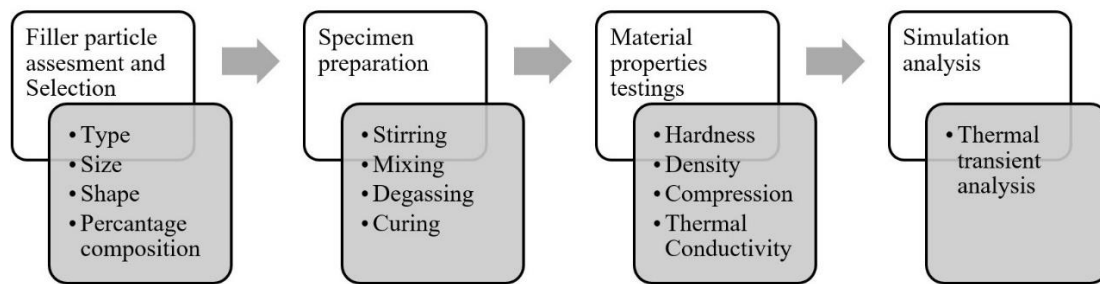 Filler particle
assesment and
Selection
• Type
• Size
• Shape
• Percantage
composition
Specimen
preparation
• Stirring
• Mixing
• Degassing
• Curing
Material
properties
testings
• Hardness
• Density
• Compression
• Thermal
Conductivity
Simulation
analysis
• Thermal
transient
analysis